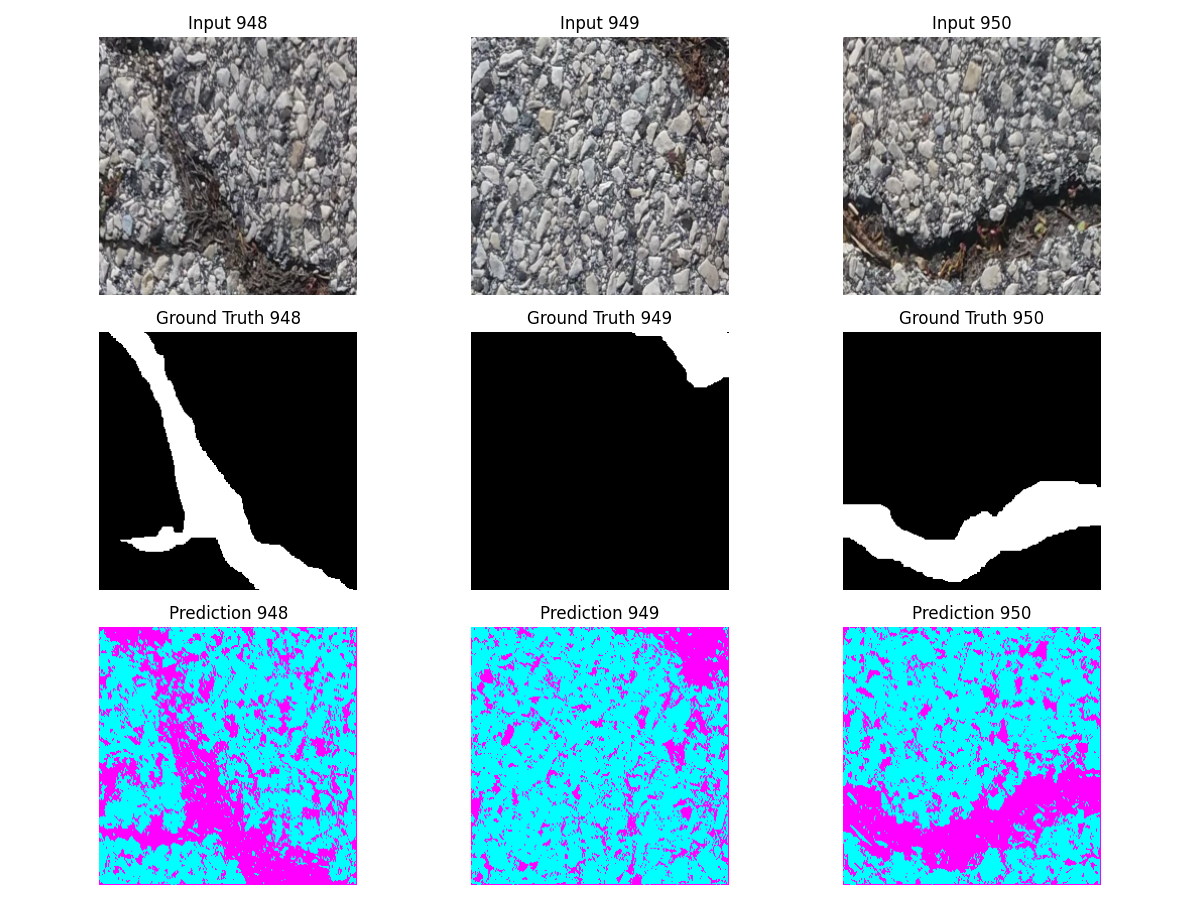 Input 948
Input 949
Input 950
Ground Truth 948
Ground Truth 949
Ground Truth 950
Prediction 948
Prediction 949
Prediction 950